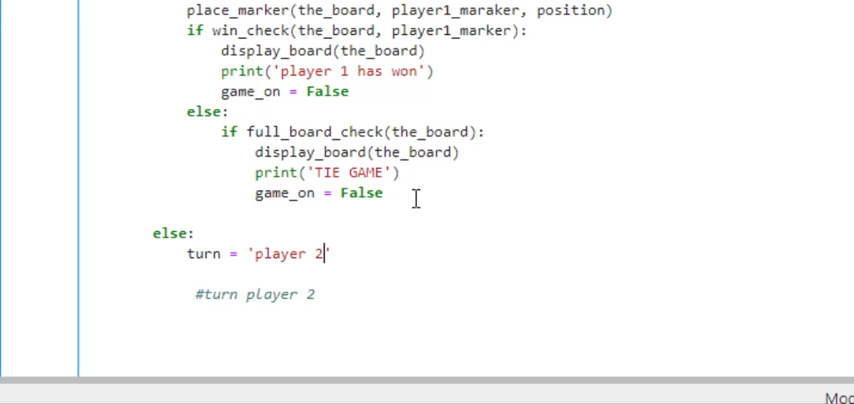 place_marker(the_board, player1_maraker, position)
if win_check(the_board, player1_marker):
display_board(the_board)
print('player 1 has won')
game_on = False
else:
if full_board_check(the_board):
display_board(the_board)
print('TIE GAME')
game_on = False
else:
turn = 'player 2'
#turn player 2